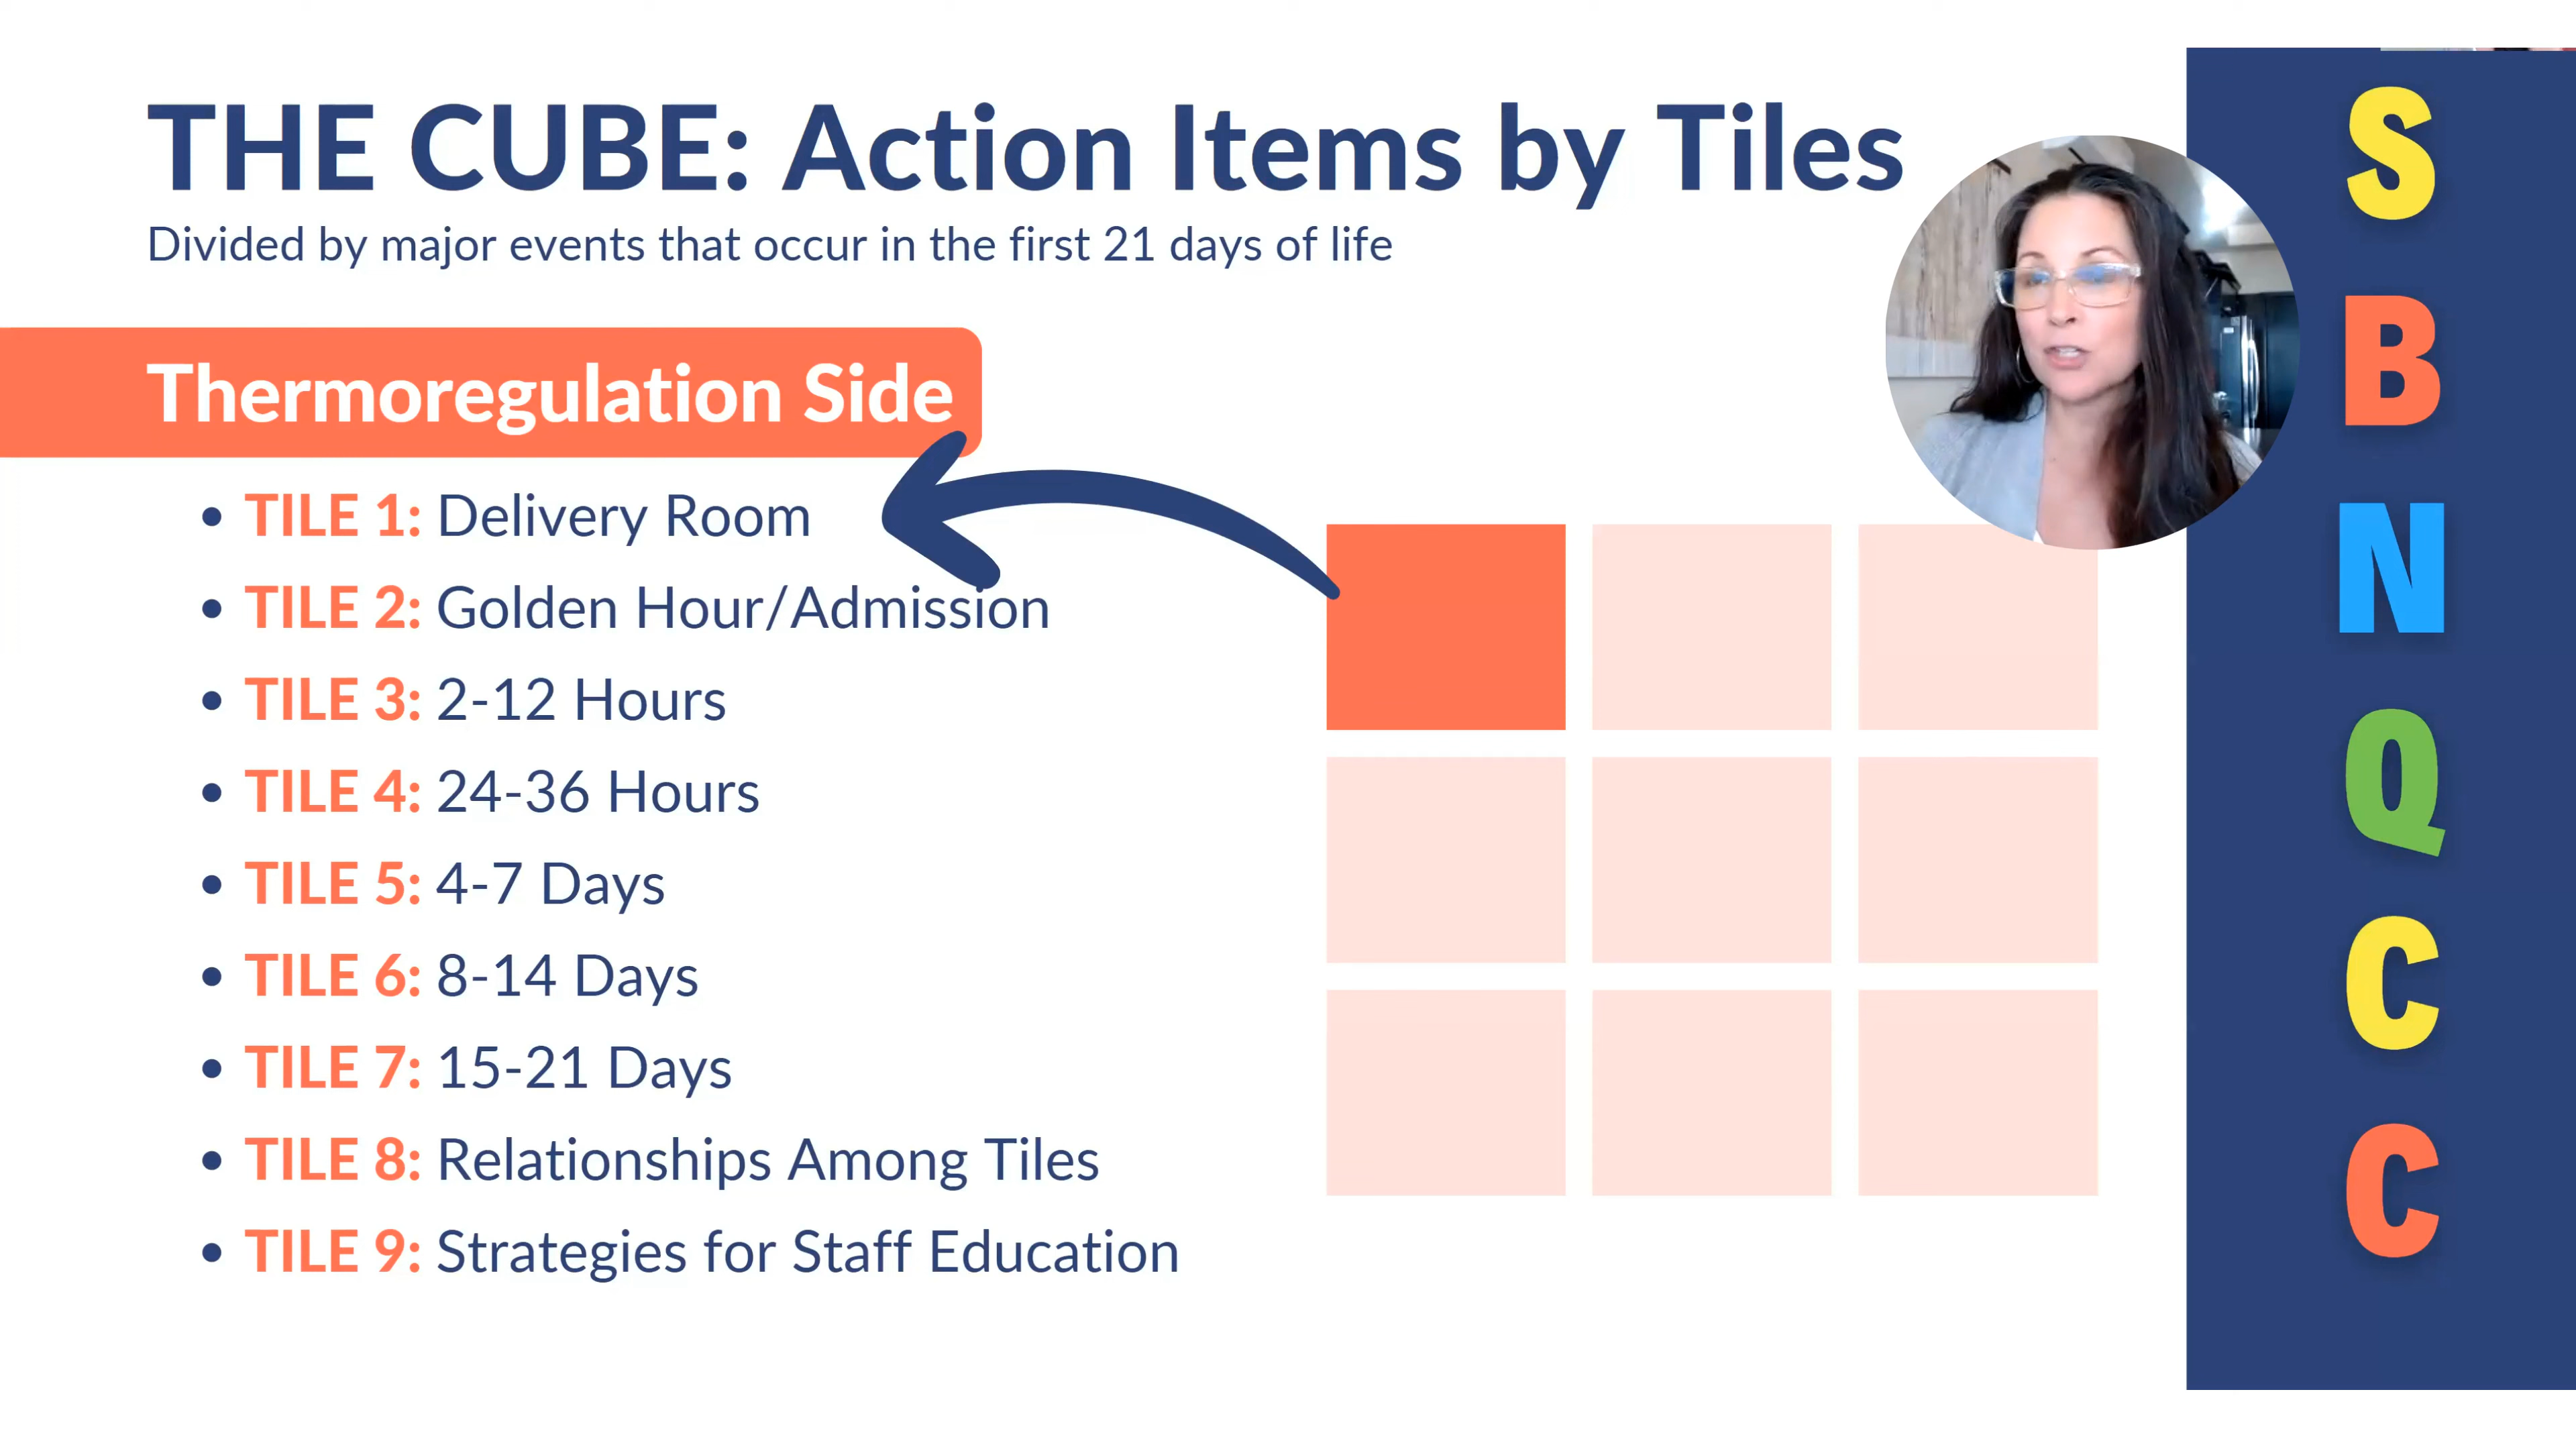 THE CUBE: Action Items by Tiles
Divided by major events that occur in the first 21 days of life
Thermoregulation Side
• TILE 1: Delivery Room
• TILE 2: Golden Hour/Admission
• TILE 3: 2-12 Hours
• TILE 4: 24-36 Hours
• TILE 5: 4-7 Days
• TILE 6: 8-14 Days
• TILE 7: 15-21 Days
• TILE 8: Relationships Among Tiles
• TILE 9: Strategies for Staff Education
S
B
N
Q
C
C